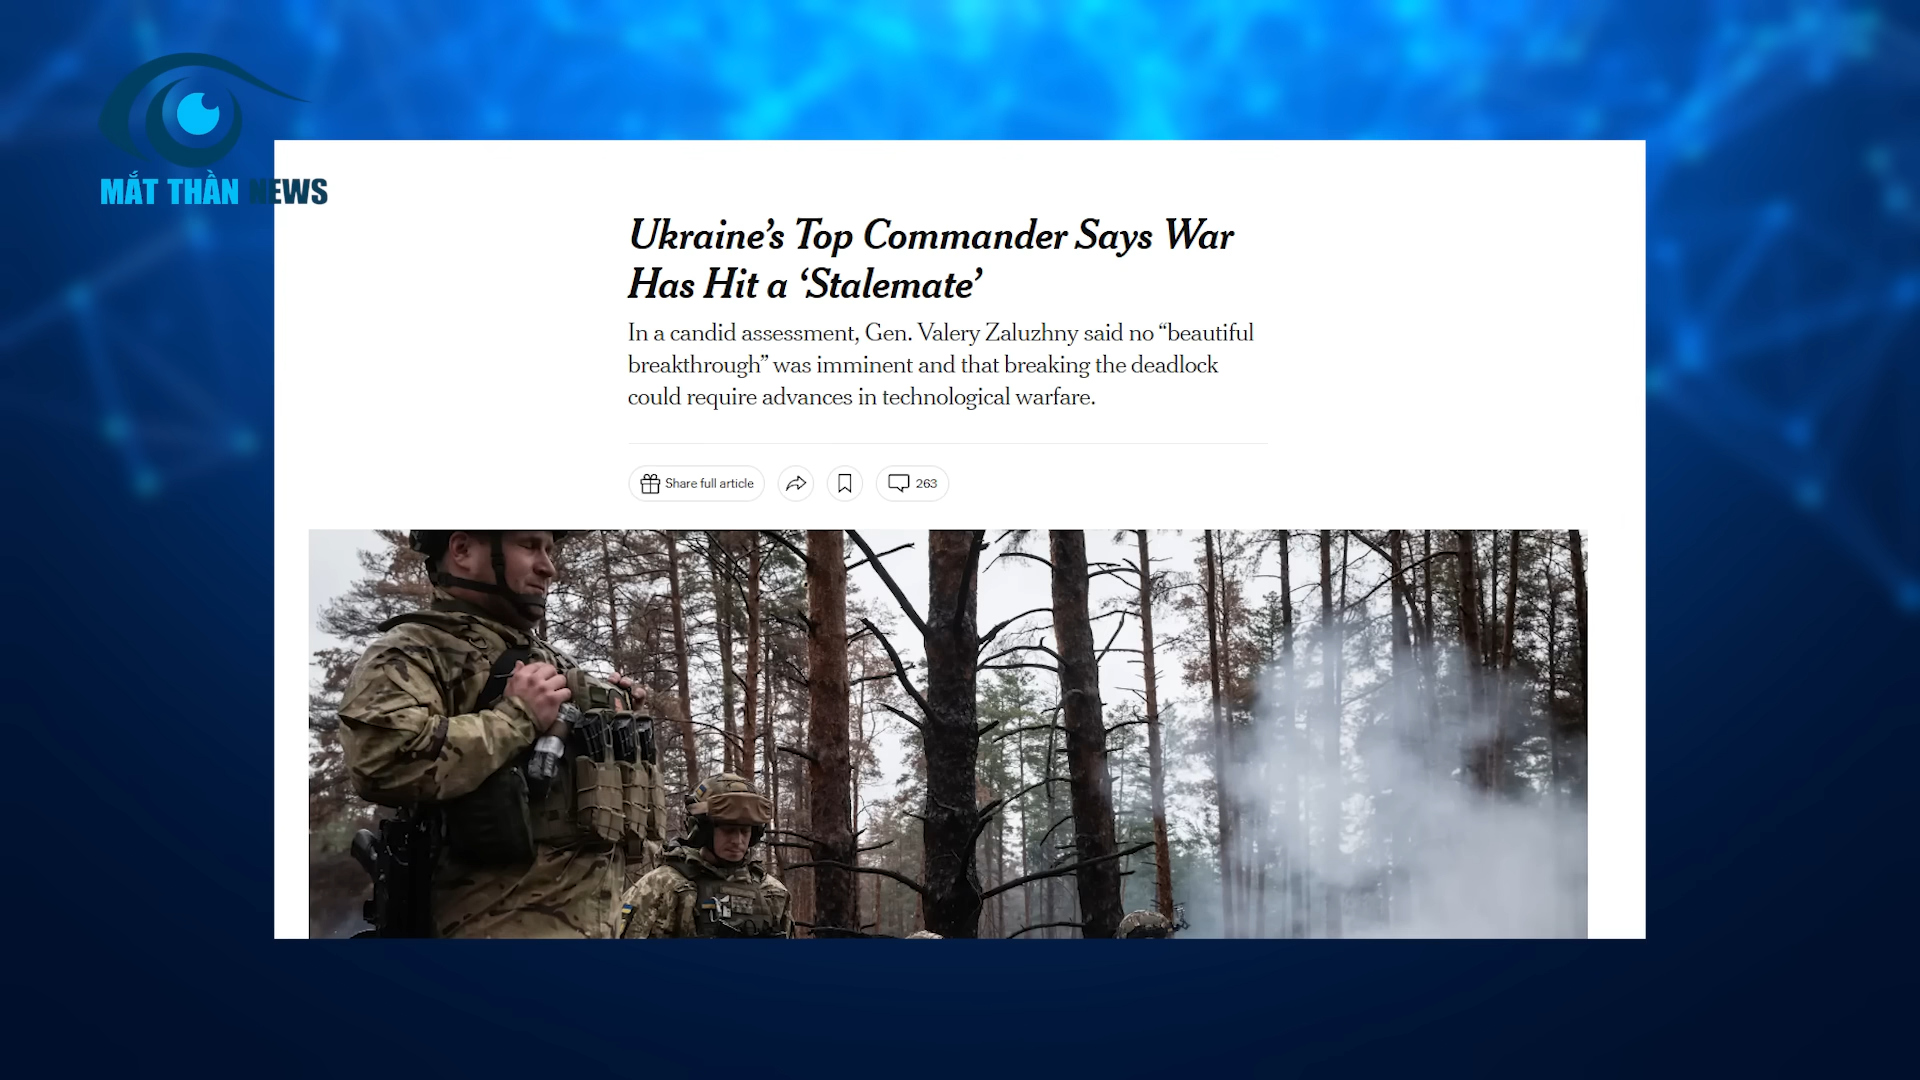 MẮT THẦN NEWS
Ukraine’s Top Commander Says War
Has Hit a ‘Stalemate’
In a candid assessment, Gen. Valery Zaluzhny said no “beautiful
breakthrough” was imminent and that breaking the deadlock
could require advances in technological warfare.
Share full article
263